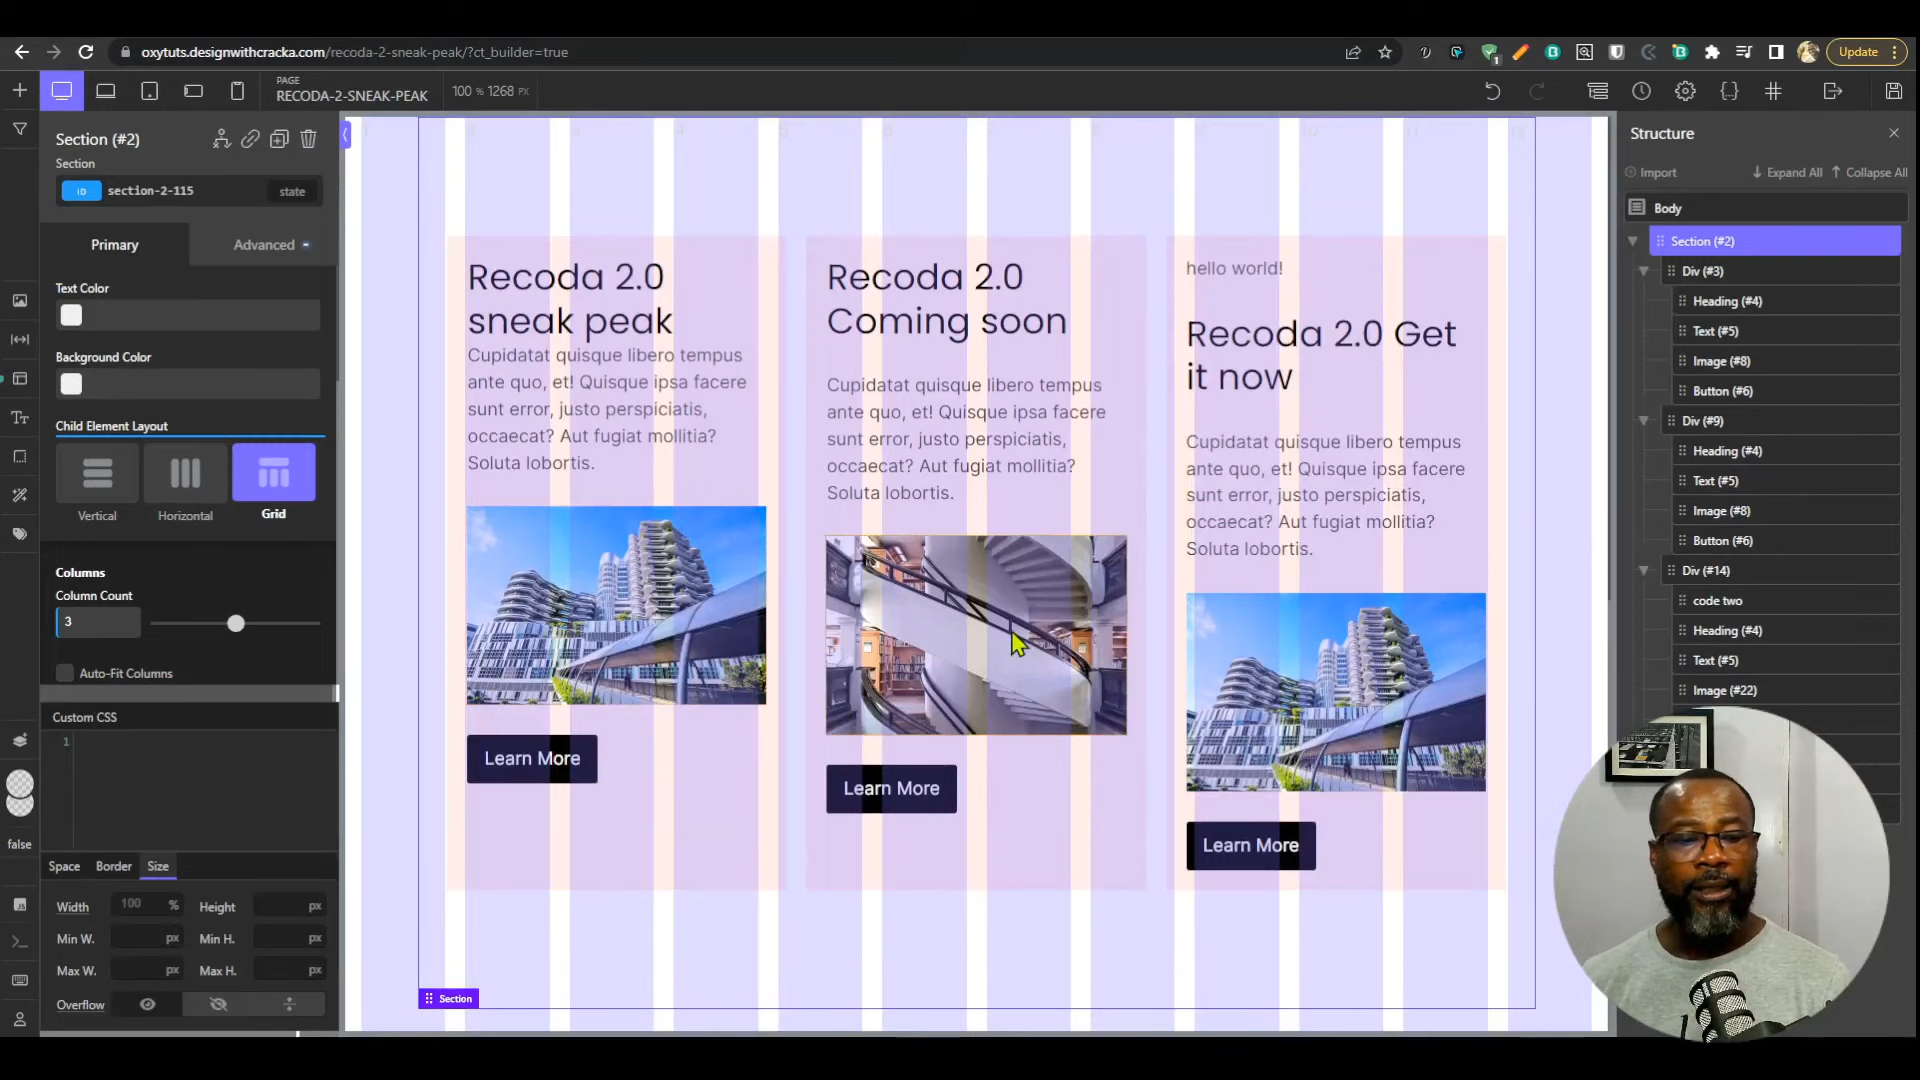 oxytuts.designwithcracka.com/recoda-2-sneak-peak/?ct_builder=true
Update
PAGE
RECODA-2-SNEAK-PEAK
100 % 1268 PX
Section (#2)
Section
ID section-2-115 state
Primary Advanced
Text Color
Background Color
Child Element Layout
Vertical Horizontal Grid
Columns
Column Count
3
Auto-Fit Columns
Custom CSS
1
false
Space Border Size
Width 100 % Height px
Min W. px Min H. px
Max W. px Max H. px
Overflow
Recoda 2.0
sneak peak
Cupidatat quisque libero tempus
ante quo, et! Quisque ipsa facere
sunt error, justo perspiciatis,
occaecat? Aut fugiat mollitia?
Soluta lobortis.
Learn More
Recoda 2.0
Coming soon
Cupidatat quisque libero tempus
ante quo, et! Quisque ipsa facere
sunt error, justo perspiciatis,
occaecat? Aut fugiat mollitia?
Soluta lobortis.
Learn More
hello world!
Recoda 2.0 Get
it now
Cupidatat quisque libero tempus
ante quo, et! Quisque ipsa facere
sunt error, justo perspiciatis,
occaecat? Aut fugiat mollitia?
Soluta lobortis.
Learn More
Section
Structure
Import Expand All Collapse All
Body
Section (#2)
Div (#3)
Heading (#4)
Text (#5)
Image (#8)
Button (#6)
Div (#9)
Heading (#4)
Text (#5)
Image (#8)
Button (#6)
Div (#14)
code two
Heading (#4)
Text (#5)
Image (#22)